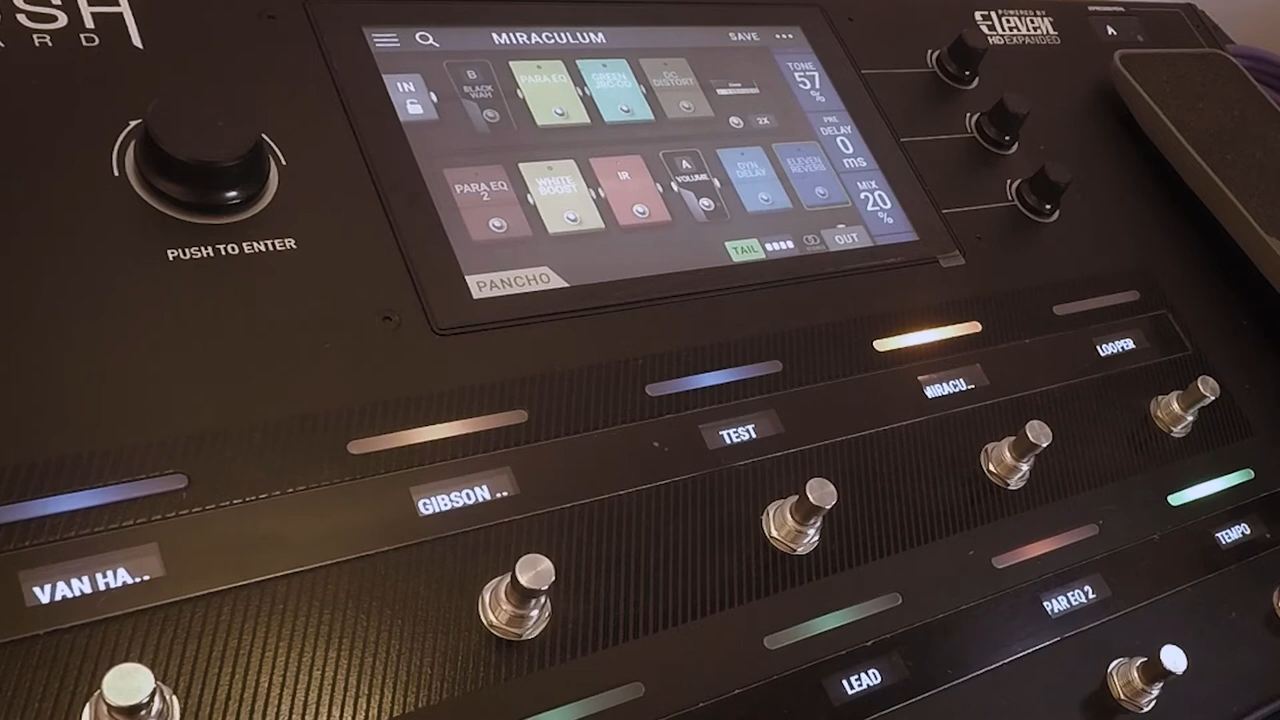 MIRACULUM
SAVE
POWERED BY
Eleven
HD EXPANDED
A
IN
B
BLACK
WAH
PARA EQ
GREEN
JRC-OD
DC
DISTORT
2X
TONE
57
%
PRE
DELAY
0
ms
MIX
20
%
PARA EQ
2
WHITE
BOOST
IR
A
VOLUME
DYN
DELAY
ELEVEN
REVERB
TAIL
OUT
PANCHO
PUSH TO ENTER
LOOPER
MIRACU..
TEST
GIBSON ..
VAN HA..
TEMPO
PAR EQ 2
LEAD